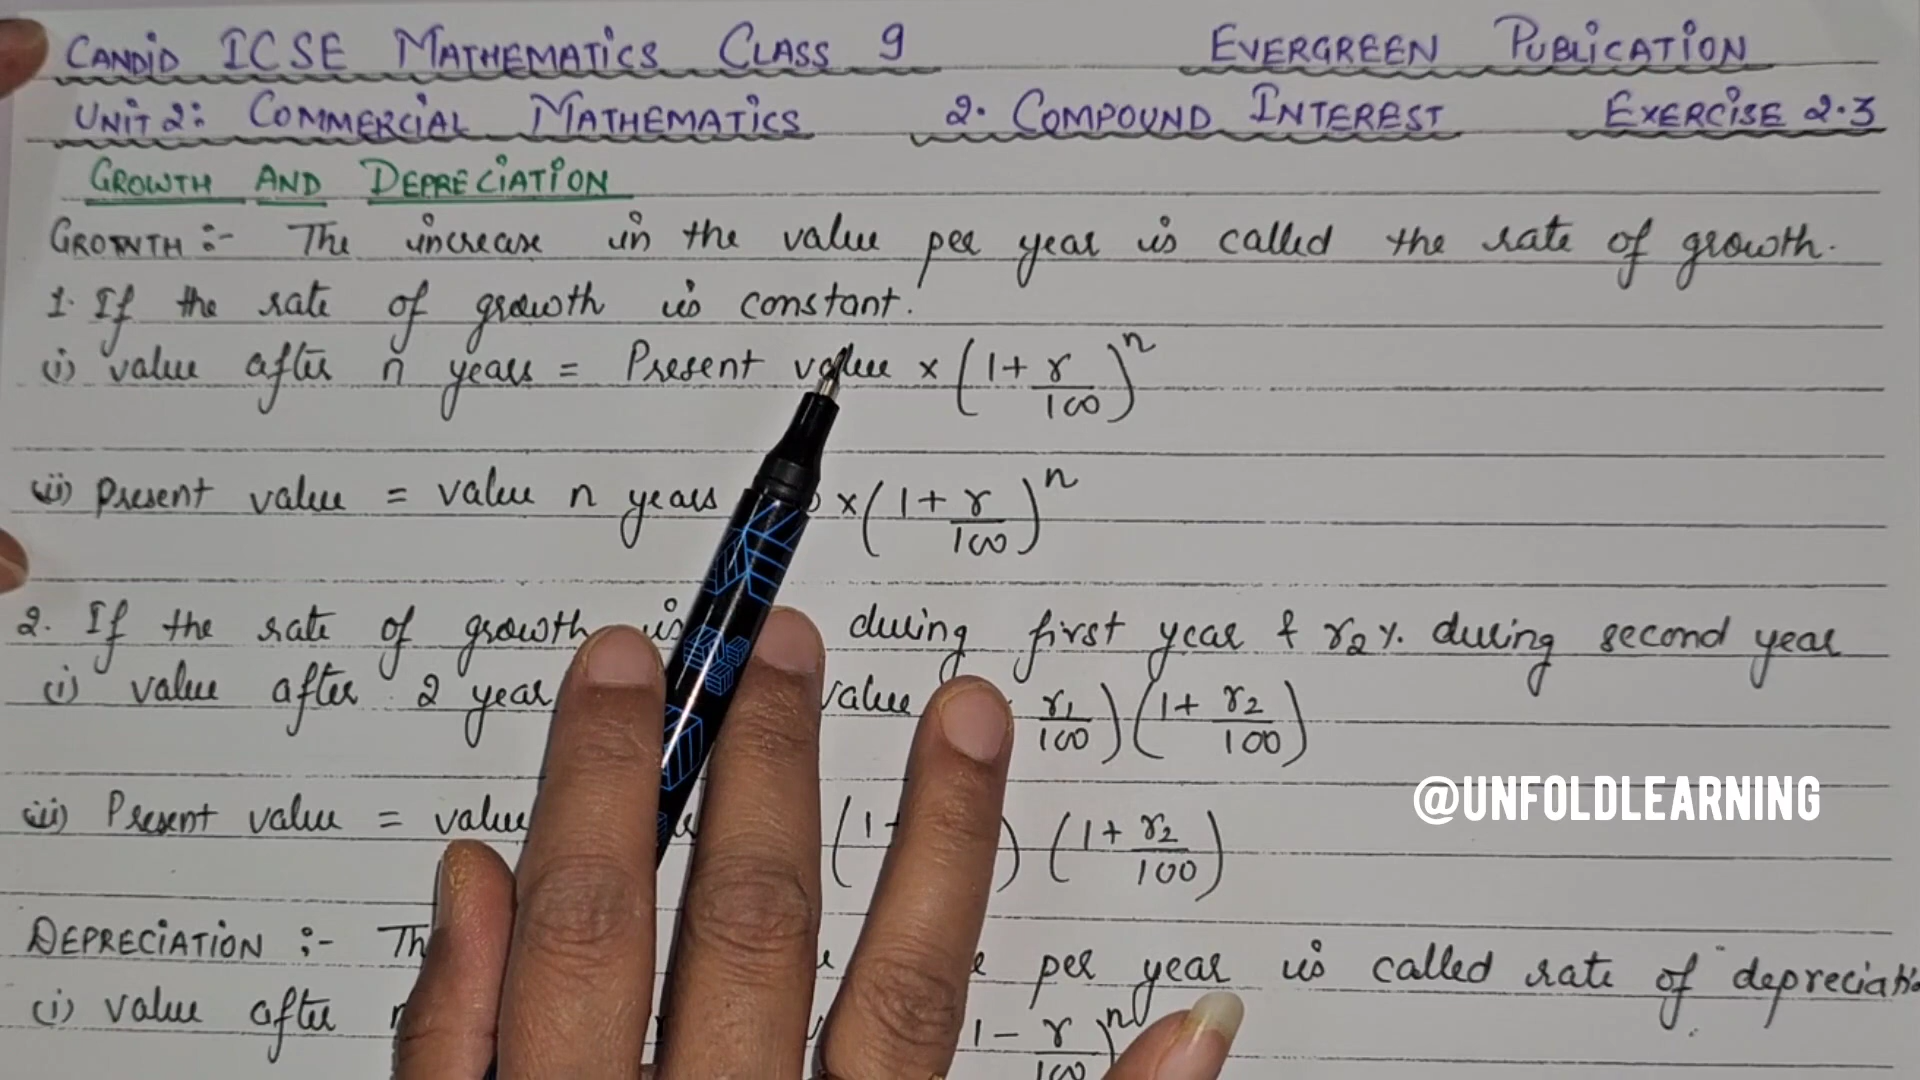 CANDID ICSE MATHEMATICS CLASS 9 EVERGREEN PUBLICATION
UNIT 2: COMMERCIAL MATHEMATICS 2. COMPOUND INTEREST EXERCISE 2.3
GROWTH AND DEPRECIATION
GROWTH :- The increase in the value per year is called the rate of growth.
1. If the rate of growth is constant.
(i) value after n years = Present value × (1 + r/100)^n
(ii) Present value = value n years × (1 + r/100)^n
2. If the rate of growth is during first year & r2 %. during second year
(i) value after 2 year value r1/100) (1 + r2/100)
(ii) Present value = value (1 + ) (1 + r2/100)
DEPRECIATION :- per year is called rate of
(i) value after 1 - r/100)^n
@UNFOLDLEARNING